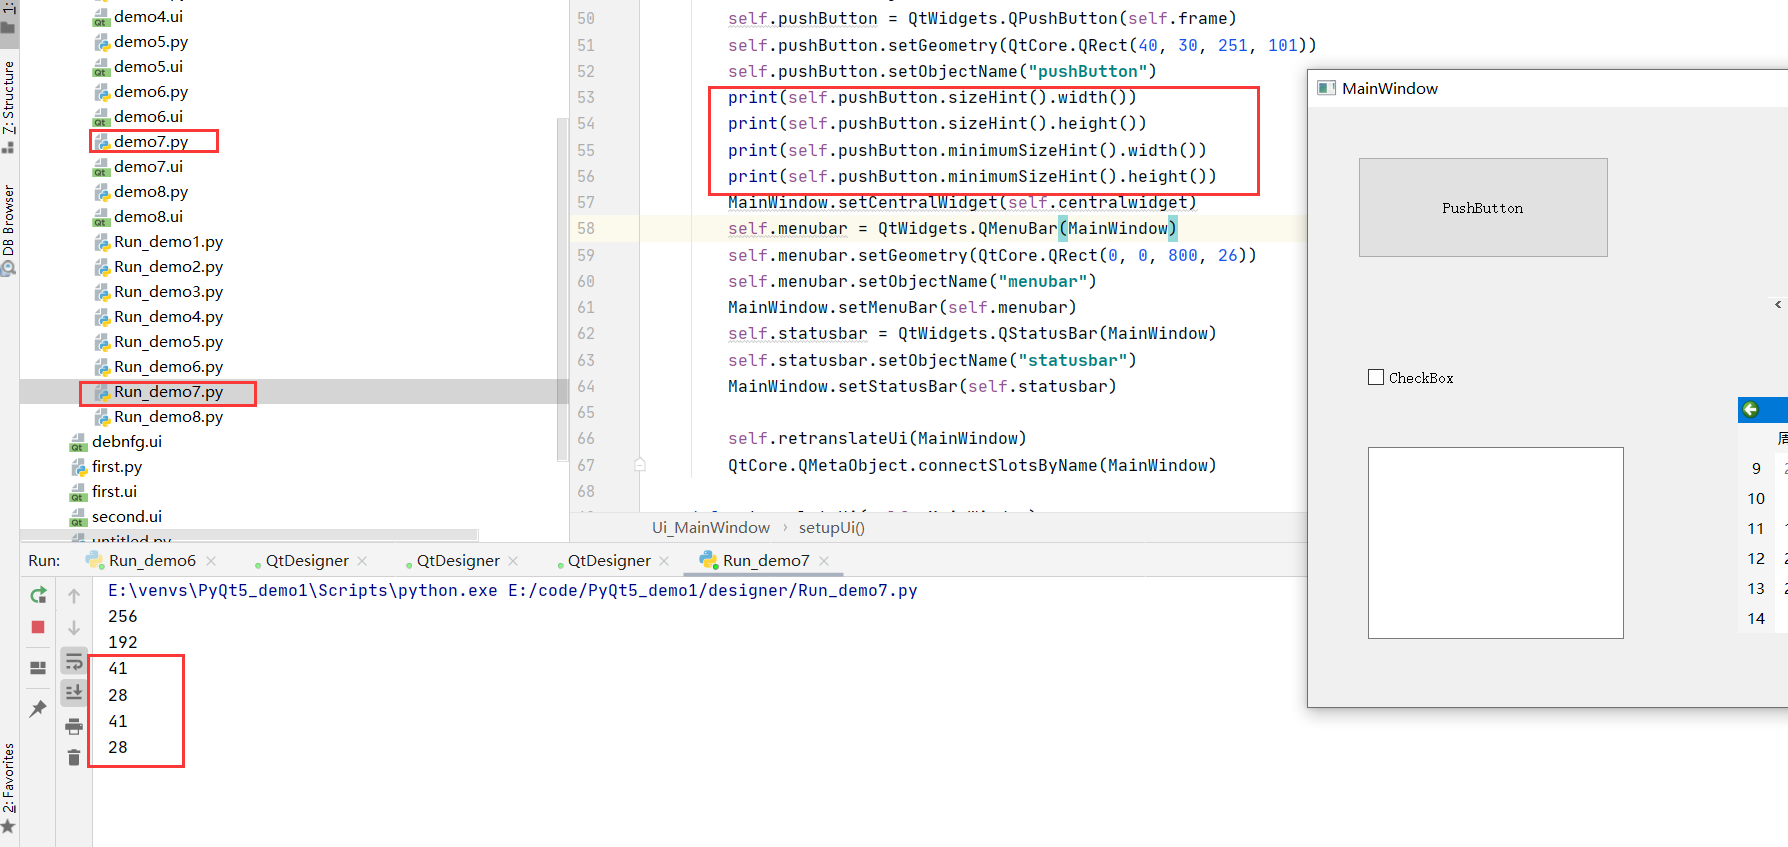 1:
7: Structure
DB Browser
2: Favorites
demo4.ui
demo5.py
demo5.ui
demo6.py
demo6.ui
demo7.py
demo7.ui
demo8.py
demo8.ui
Run_demo1.py
Run_demo2.py
Run_demo3.py
Run_demo4.py
Run_demo5.py
Run_demo6.py
Run_demo7.py
Run_demo8.py
debnfg.ui
first.py
first.ui
second.ui
untitled.py
50 self.pushButton = QtWidgets.QPushButton(self.frame)
51 self.pushButton.setGeometry(QtCore.QRect(40, 30, 251, 101))
52 self.pushButton.setObjectName("pushButton")
53 print(self.pushButton.sizeHint().width())
54 print(self.pushButton.sizeHint().height())
55 print(self.pushButton.minimumSizeHint().width())
56 print(self.pushButton.minimumSizeHint().height())
57 MainWindow.setCentralWidget(self.centralwidget)
58 self.menubar = QtWidgets.QMenuBar(MainWindow)
59 self.menubar.setGeometry(QtCore.QRect(0, 0, 800, 26))
60 self.menubar.setObjectName("menubar")
61 MainWindow.setMenuBar(self.menubar)
62 self.statusbar = QtWidgets.QStatusBar(MainWindow)
63 self.statusbar.setObjectName("statusbar")
64 MainWindow.setStatusBar(self.statusbar)
65
66 self.retranslateUi(MainWindow)
67 QtCore.QMetaObject.connectSlotsByName(MainWindow)
68
Ui_MainWindow › setupUi()
MainWindow
PushButton
CheckBox
周
9
10
11
12
13
14
Run: Run_demo6 QtDesigner QtDesigner QtDesigner Run_demo7
E:\venvs\PyQt5_demo1\Scripts\python.exe E:/code/PyQt5_demo1/designer/Run_demo7.py
256
192
41
28
41
28